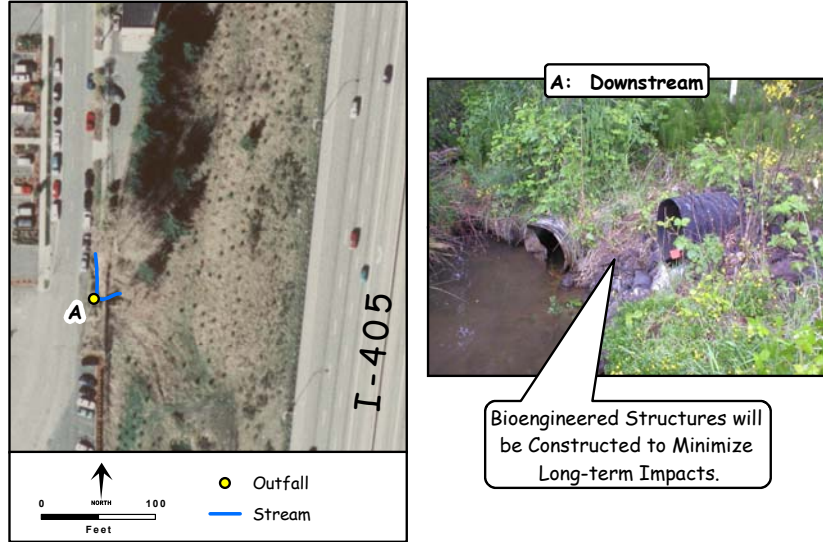 A
I-405
0
NORTH
100
Feet
Outfall
Stream
A: Downstream
Bioengineered Structures will
be Constructed to Minimize
Long-term Impacts.